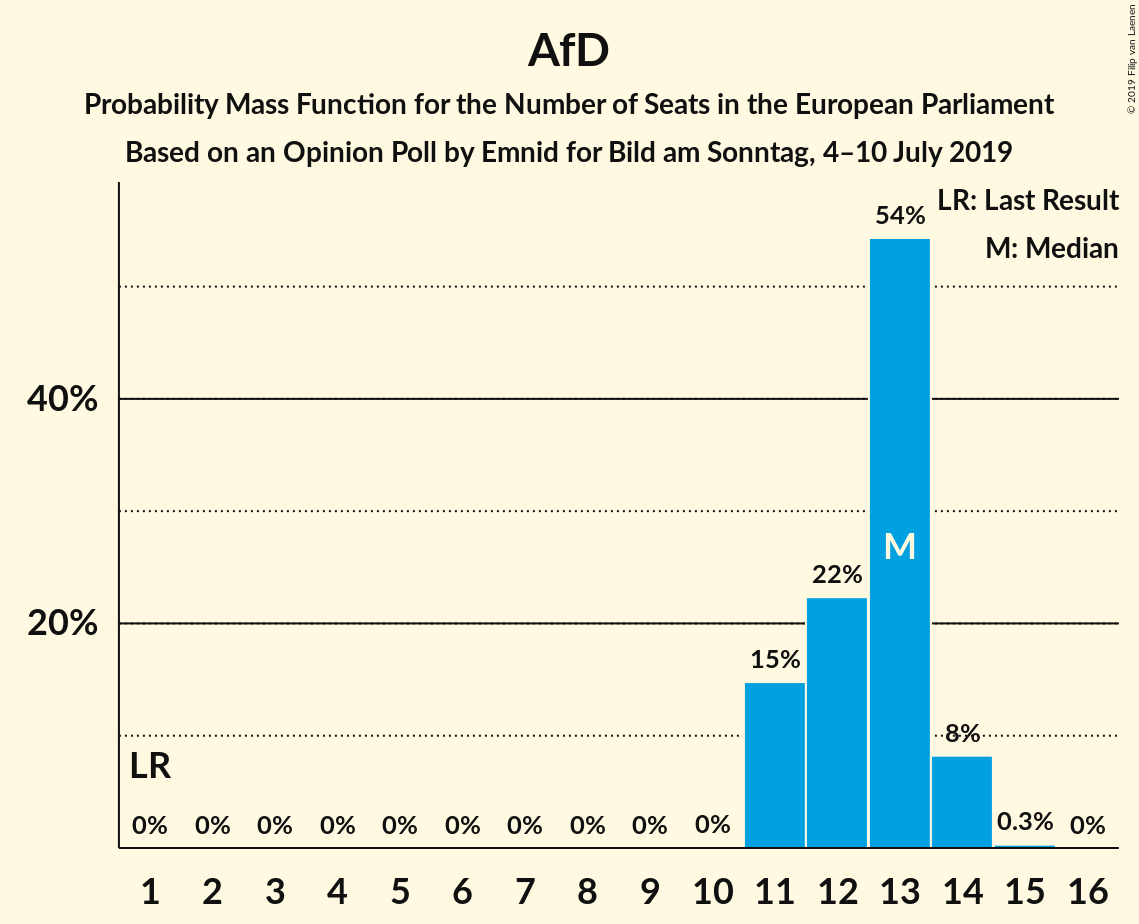 AfD
Probability Mass Function for the Number of Seats in the European Parliament
Based on an Opinion Poll by Emnid for Bild am Sonntag, 4–10 July 2019
© 2019 Filip van Laenen
LR: Last Result
M: Median
54%
40%
M
22%
20%
15%
8%
LR
0% 0% 0% 0% 0% 0% 0% 0% 0% 0% 0.3% 0%
1 2 3 4 5 6 7 8 9 10 11 12 13 14 15 16